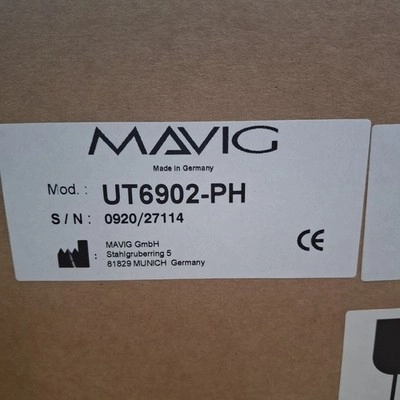 MAVIG
Made in Germany
Mod. : UT6902-PH
S / N : 0920/27114
: MAVIG GmbH
Stahlgruberring 5
81829 MUNICH Germany
CE